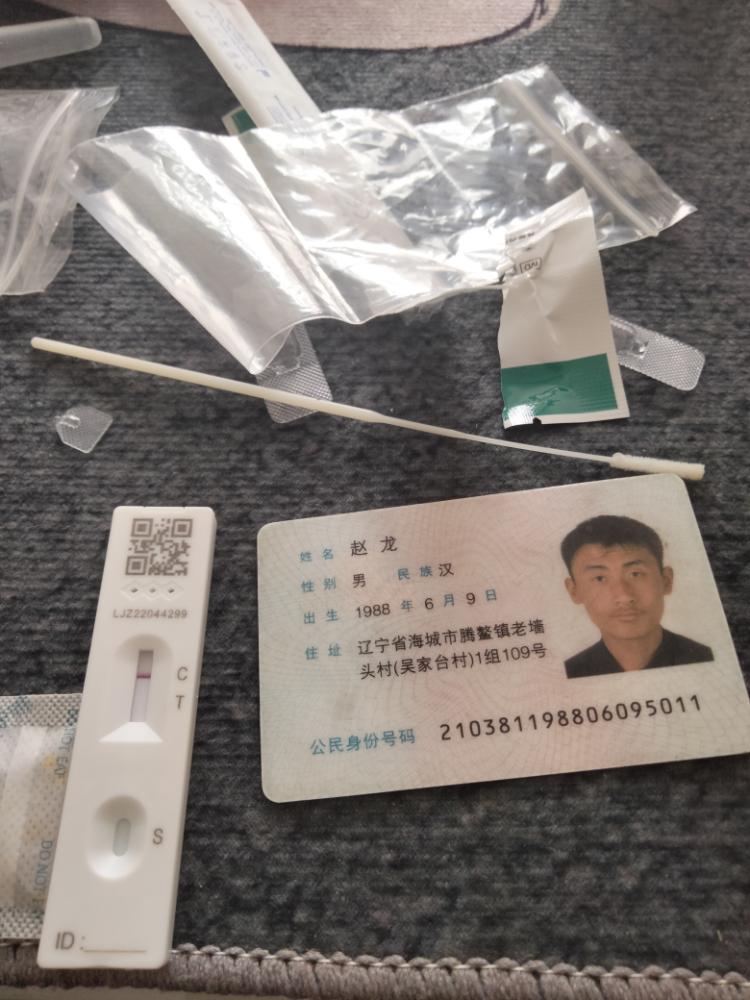 LJZ22044299
C
T
S
ID:
姓名 赵龙
性别 男 民族 汉
出生 1988 年 6 月 9 日
住址 辽宁省海城市腾鳌镇老墙
头村(吴家台村)1组109号
公民身份号码 210381198806095011
DO NOT